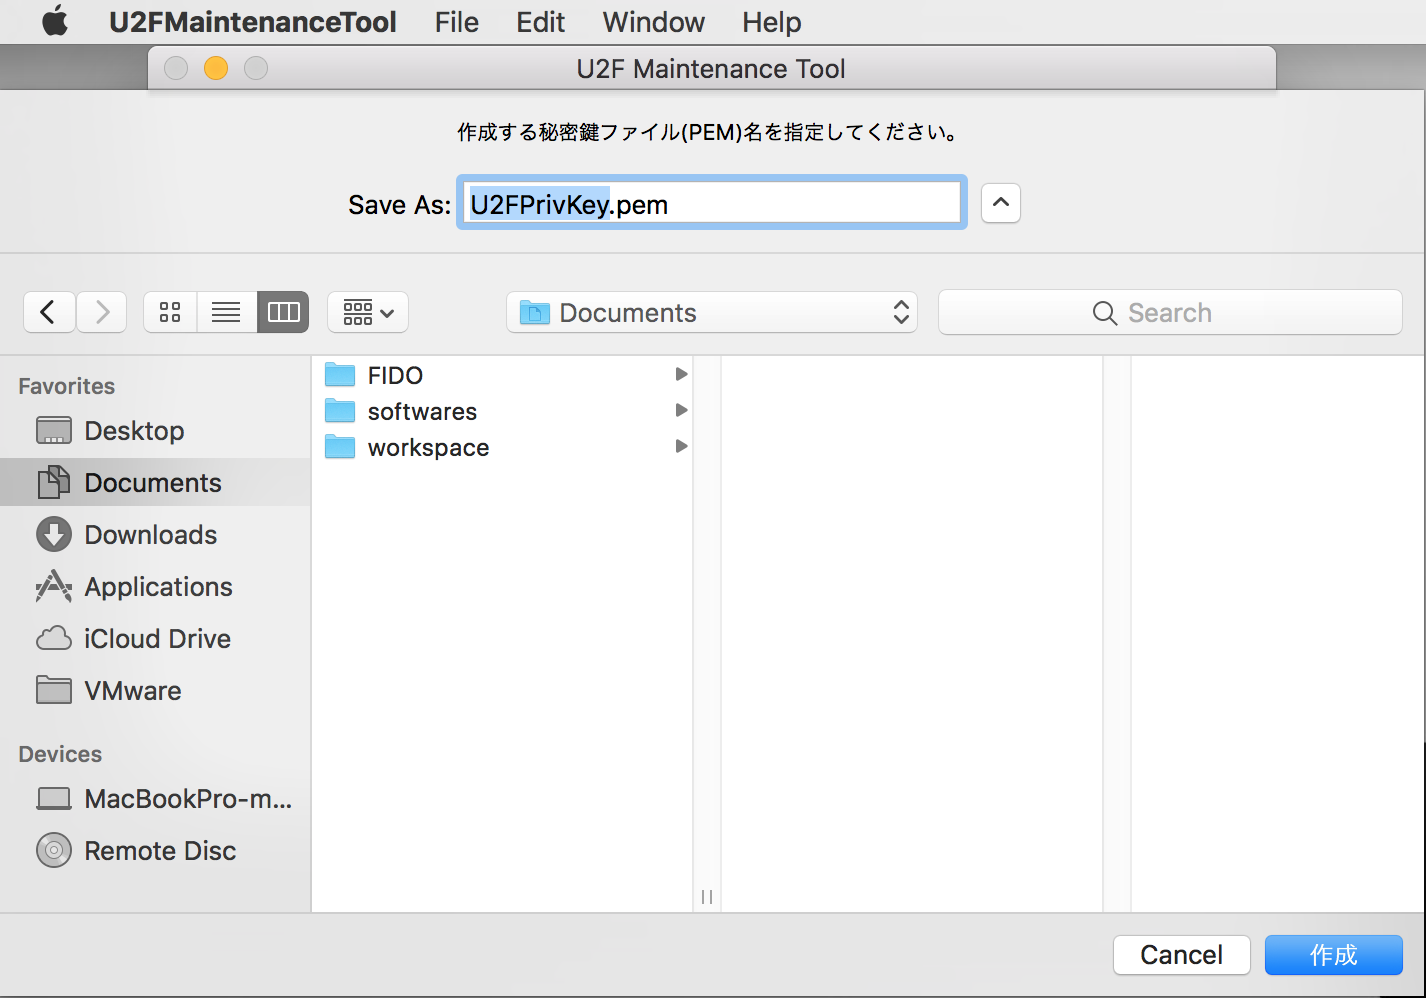 U2FMaintenanceTool File Edit Window Help
U2F Maintenance Tool
作成する秘密鍵ファイル(PEM)名を指定してください。
Save As: U2FPrivKey.pem
Documents Search
Favorites
Desktop
Documents
Downloads
Applications
iCloud Drive
VMware
Devices
MacBookPro-m...
Remote Disc
FIDO
softwares
workspace
Cancel 作成